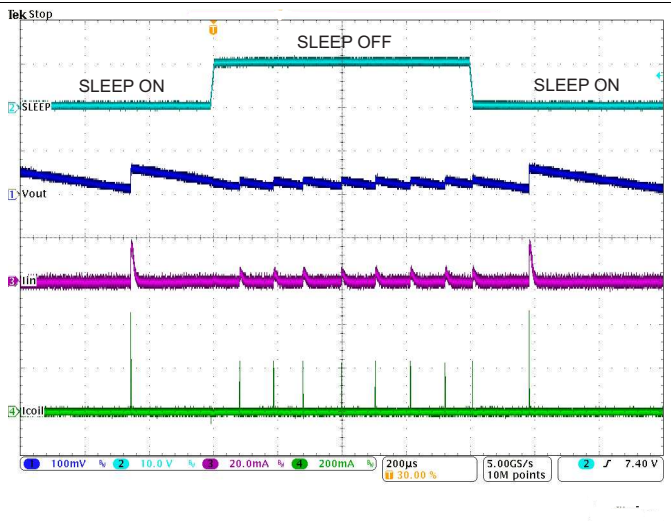 Tek Stop
T
SLEEP OFF
SLEEP ON
SLEEP ON
2 SLEEP
1 Vout
3 Iin
4 Icoil
1 100mV 2 10.0 V 3 20.0mA 4 200mA
200µs
T 30.00 %
5.00GS/s
10M points
2 7.40 V